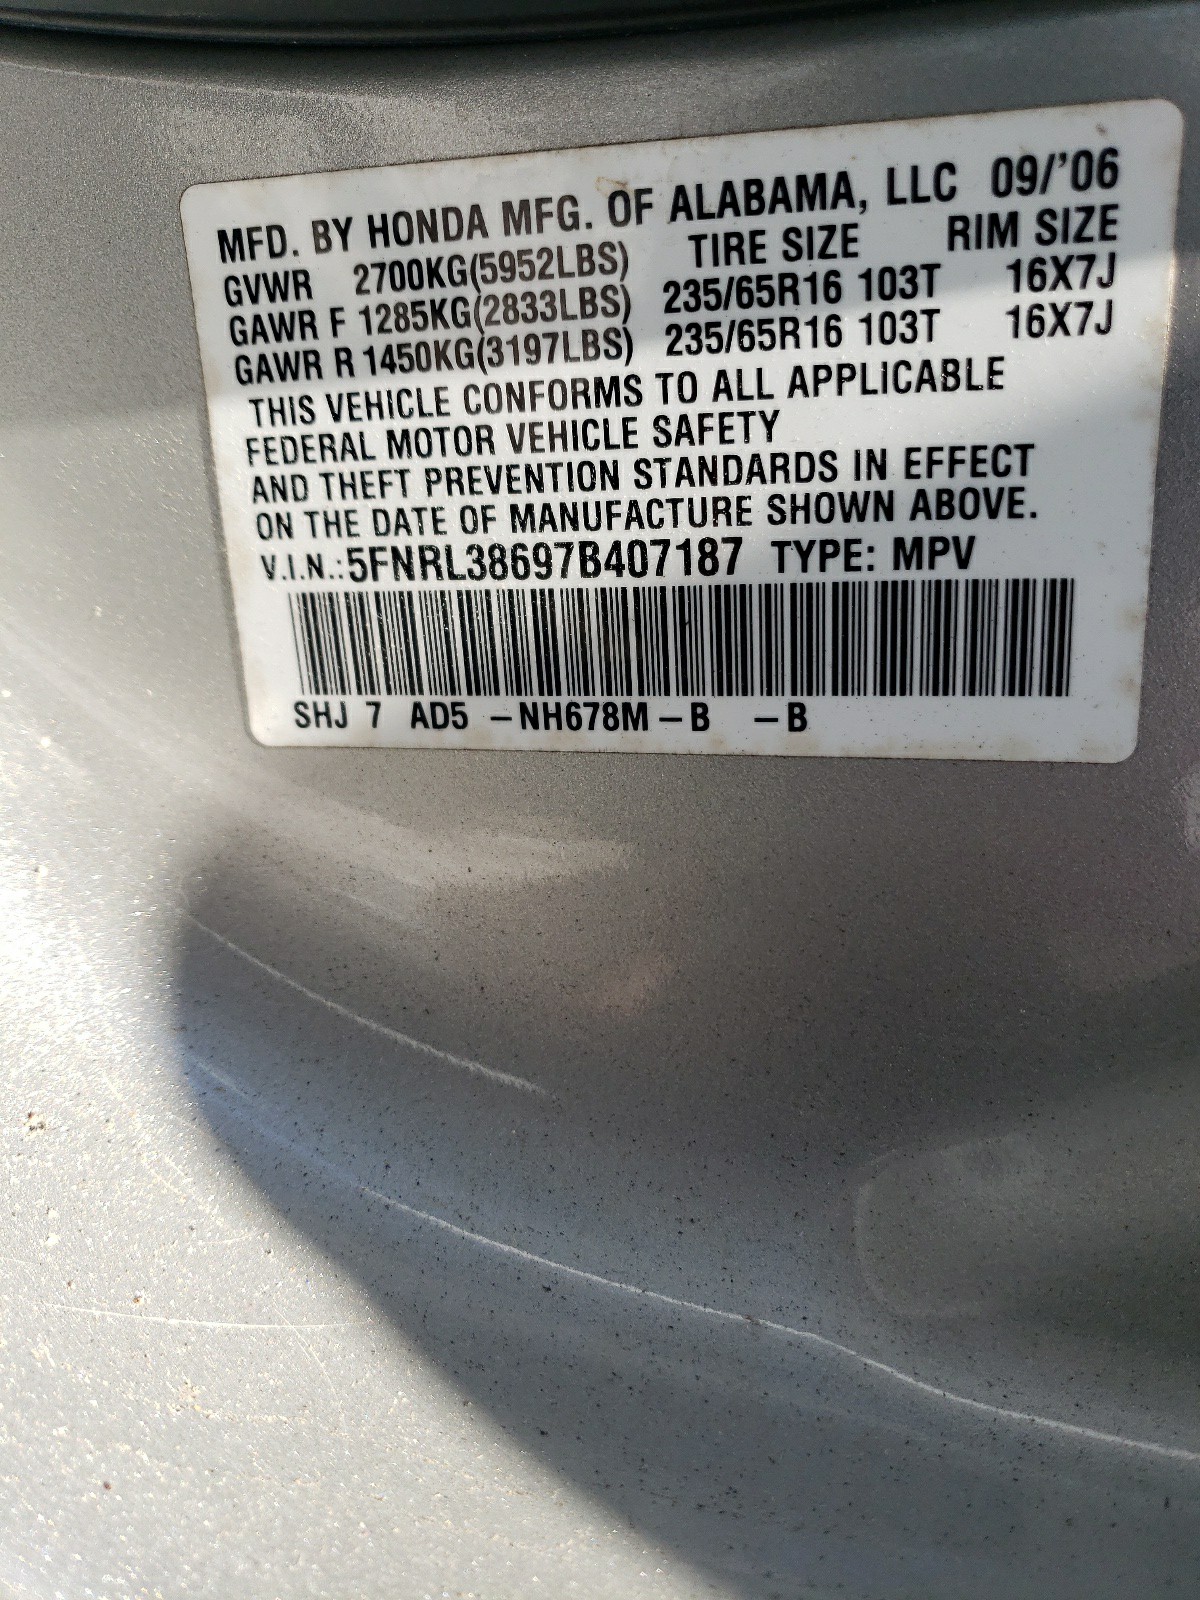 MFD. BY HONDA MFG. OF ALABAMA, LLC 09/'06
GVWR 2700KG(5952LBS) TIRE SIZE RIM SIZE
GAWR F 1285KG(2833LBS) 235/65R16 103T 16X7J
GAWR R 1450KG(3197LBS) 235/65R16 103T 16X7J
THIS VEHICLE CONFORMS TO ALL APPLICABLE
FEDERAL MOTOR VEHICLE SAFETY
AND THEFT PREVENTION STANDARDS IN EFFECT
ON THE DATE OF MANUFACTURE SHOWN ABOVE.
V.I.N.:5FNRL38697B407187 TYPE: MPV
SHJ 7 AD5 -NH678M-B -B